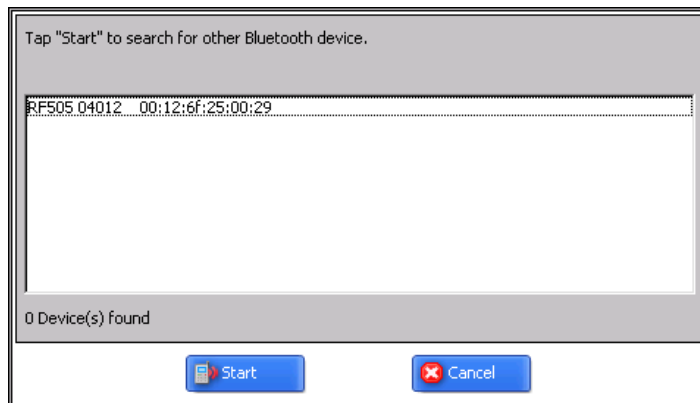 Tap "Start" to search for other Bluetooth device.
RF505 04012 00:12:6f:25:00:29
0 Device(s) found
Start
Cancel